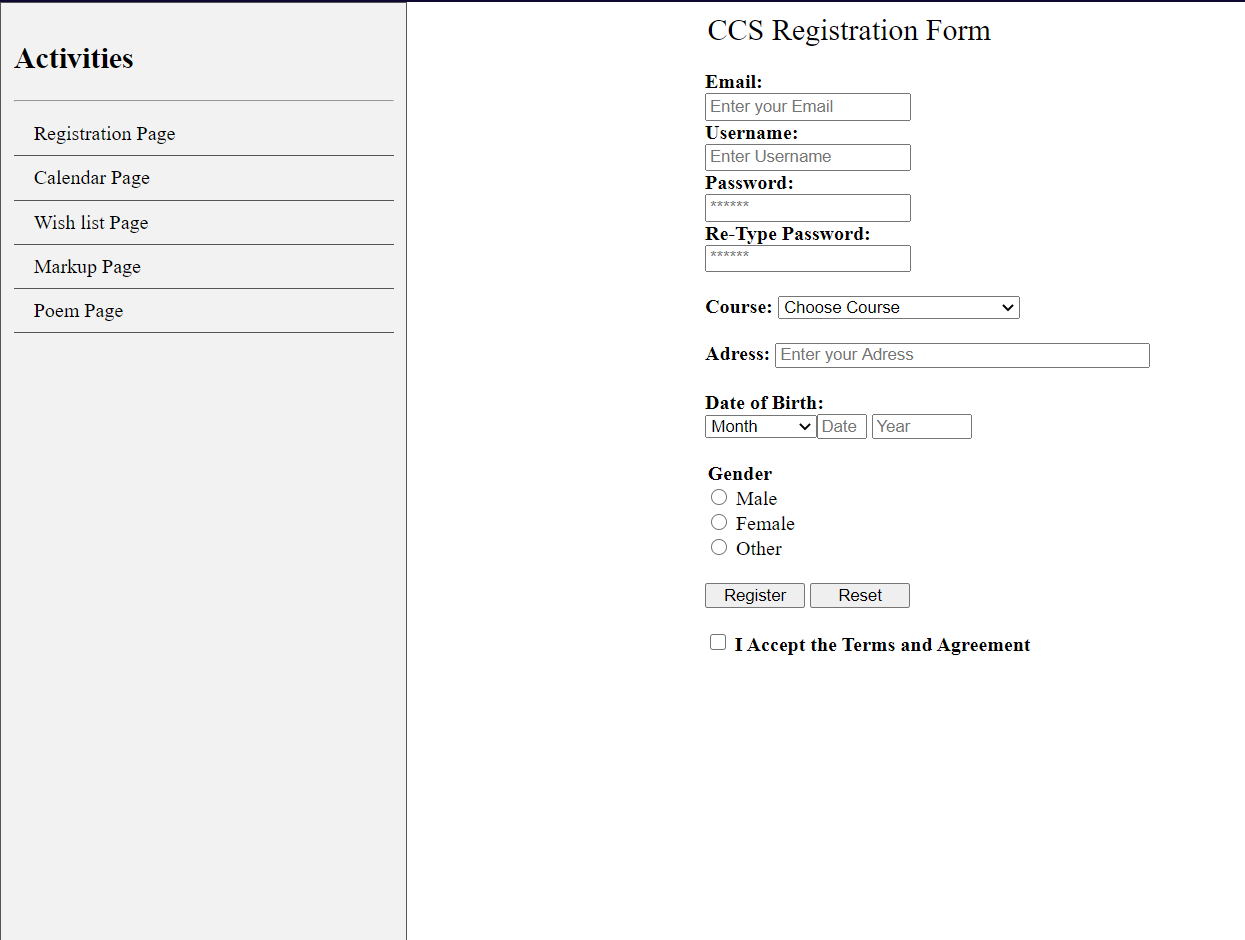 Activities
Registration Page
Calendar Page
Wish list Page
Markup Page
Poem Page
CCS Registration Form
Email:
Enter your Email
Username:
Enter Username
Password:
******
Re-Type Password:
******
Course: Choose Course
Adress: Enter your Adress
Date of Birth:
Month Date Year
Gender
Male
Female
Other
Register Reset
I Accept the Terms and Agreement